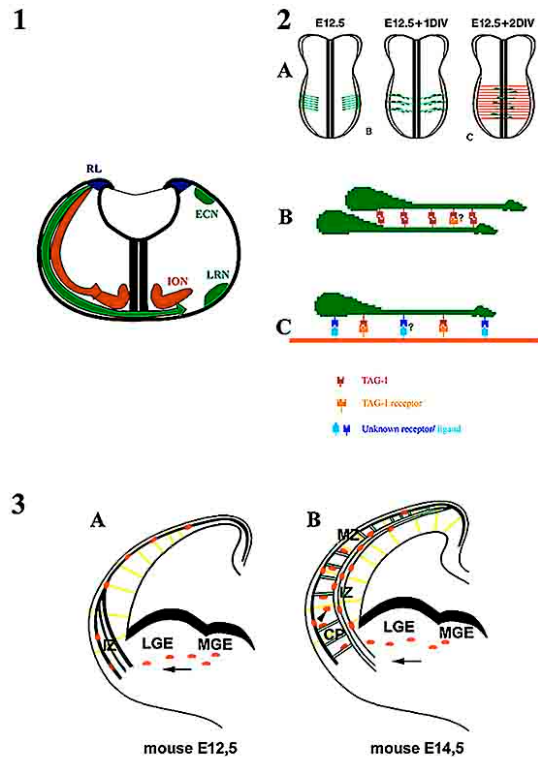 1
RL
ECN
ION
LRN
2
E12.5 E12.5+1DIV E12.5+2DIV
A
B C
B
?
C
?
TAG-1
TAG-1 receptor
Unknown receptor/ ligand
3
A
IZ
LGE MGE
mouse E12,5
B
MZ
IZ
CP
LGE MGE
mouse E14,5